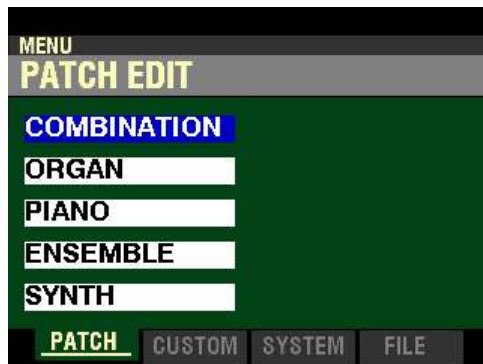 MENU
PATCH EDIT
COMBINATION
ORGAN
PIANO
ENSEMBLE
SYNTH
PATCH CUSTOM SYSTEM FILE